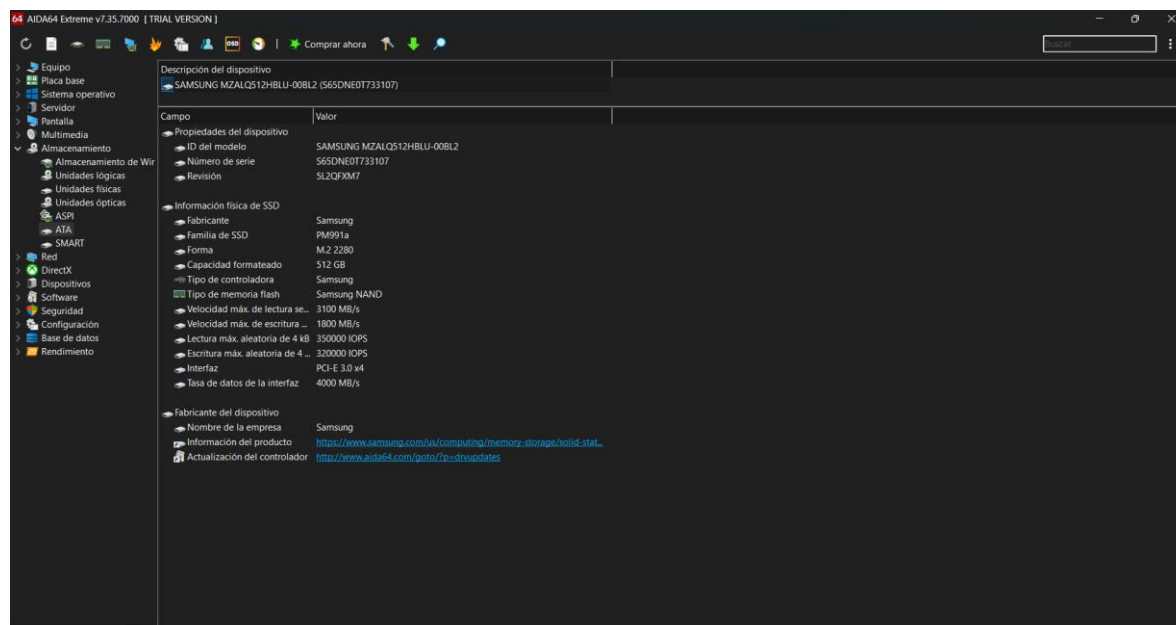 64 AIDA64 Extreme v7.35.7000 [ TRIAL VERSION ]
OSD Comprar ahora Buscar
Equipo
Placa base
Sistema operativo
Servidor
Pantalla
Multimedia
Almacenamiento
Almacenamiento de Wir
Unidades lógicas
Unidades físicas
Unidades ópticas
ASPI
ATA
SMART
Red
DirectX
Dispositivos
Software
Seguridad
Configuración
Base de datos
Rendimiento
Descripción del dispositivo
SAMSUNG MZALQ512HBLU-00BL2 (S65DNE0T733107)
Campo Valor
Propiedades del dispositivo
ID del modelo SAMSUNG MZALQ512HBLU-00BL2
Número de serie S65DNE0T733107
Revisión 5L2QFXM7
Información física de SSD
Fabricante Samsung
Familia de SSD PM991a
Forma M.2 2280
Capacidad formateado 512 GB
Tipo de controladora Samsung
Tipo de memoria flash Samsung NAND
Velocidad máx. de lectura se... 3100 MB/s
Velocidad máx. de escritura ... 1800 MB/s
Lectura máx. aleatoria de 4 kB 350000 IOPS
Escritura máx. aleatoria de 4 ... 320000 IOPS
Interfaz PCI-E 3.0 x4
Tasa de datos de la interfaz 4000 MB/s
Fabricante del dispositivo
Nombre de la empresa Samsung
Información del producto https://www.samsung.com/us/computing/memory-storage/solid-stat...
Actualización del controlador http://www.aida64.com/goto/?p=drvupdates